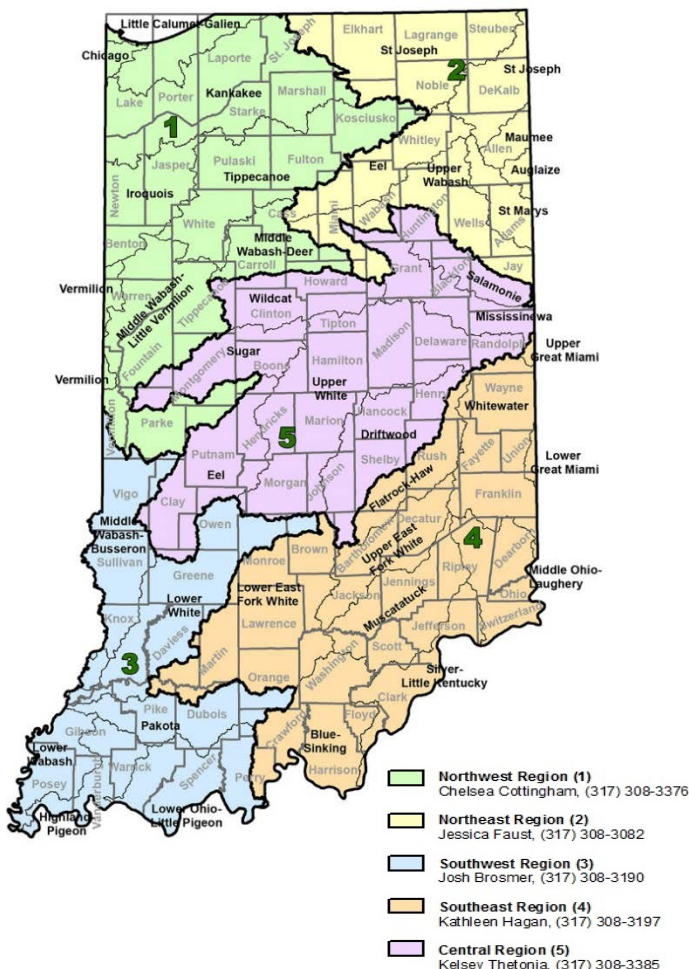 Little Calumet-Galien
St. Joseph
Elkhart
Lagrange
Steuben
Chicago
Laporte
St Joseph
2
St Joseph
Lake
Porter
Kankakee
Marshall
Noble
DeKalb
Starke
Kosciusko
1
Whitley
Allen
Maumee
Jasper
Pulaski
Fulton
Eel
Upper
Wabash
Auglaize
Newton
Iroquois
Tippecanoe
Miami
Wabash
Huntington
Wells
Adams
St Marys
White
Cass
Benton
Middle
Wabash-Deer
Carroll
Grant
Blackford
Jay
Salamonie
Vermilion
Warren
Middle Wabash-
Little Vermilion
Tippecanoe
Howard
Wildcat
Clinton
Tipton
Mississinewa
Fountain
Madison
Delaware
Randolph
Upper
Great Miami
Sugar
Montgomery
Boone
Hamilton
Vermilion
Upper
White
Henry
Wayne
Whitewater
Vermillion
Parke
Hendricks
Marion
Hancock
5
Driftwood
Rush
Fayette
Union
Lower
Great Miami
Putnam
Eel
Morgan
Johnson
Shelby
Flatrock-Haw
Franklin
Vigo
Clay
Owen
Decatur
Middle
Wabash-
Busseron
Sullivan
Monroe
Brown
Bartholomew
Upper East
Fork White
4
Ripley
Dearborn
Greene
Lower East
Fork White
Jennings
Middle Ohio-
Laughery
Ohio
Lower
White
Jackson
Muscatatuck
Switzerland
Knox
Daviess
Lawrence
Jefferson
Martin
Washington
Scott
3
Orange
Silver-
Little Kentucky
Clark
Pike
Dubois
Patoka
Crawford
Floyd
Gibson
Blue-
Sinking
Lower
Wabash
Harrison
Posey
Vanderburgh
Warrick
Spencer
Perry
Highland-
Pigeon
Lower Ohio-
Little Pigeon
Northwest Region (1)
Chelsea Cottingham, (317) 308-3376
Northeast Region (2)
Jessica Faust, (317) 308-3082
Southwest Region (3)
Josh Brosmer, (317) 308-3190
Southeast Region (4)
Kathleen Hagan, (317) 308-3197
Central Region (5)
Kelsey Thetonia, (317) 308-3385